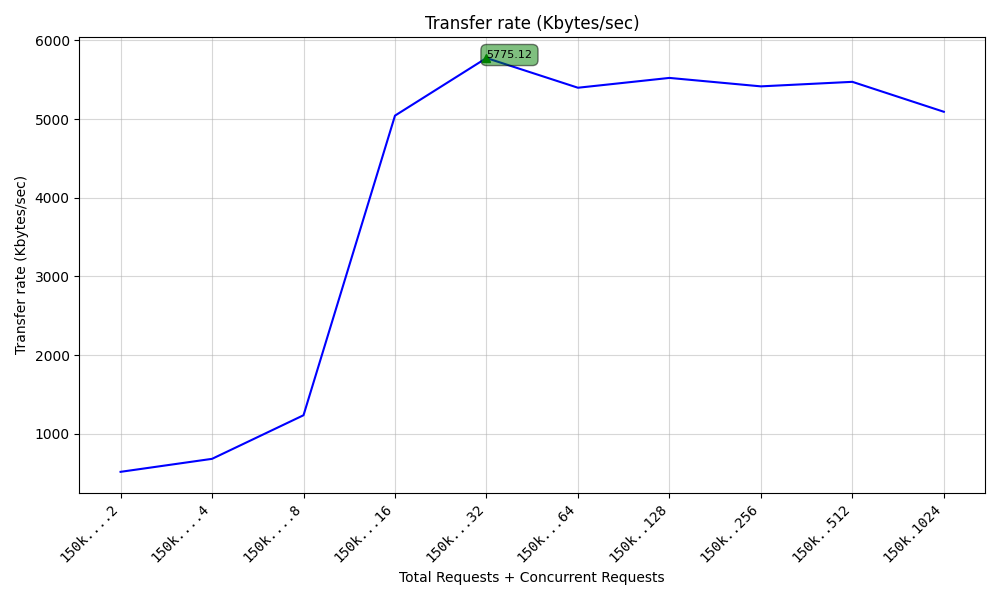 Transfer rate (Kbytes/sec)
5775.12
6000
5000
4000
3000
2000
1000
Transfer rate (Kbytes/sec)
150k....2
150k....4
150k....8
150k...16
150k...32
150k...64
150k..128
150k..256
150k..512
150k.1024
Total Requests + Concurrent Requests